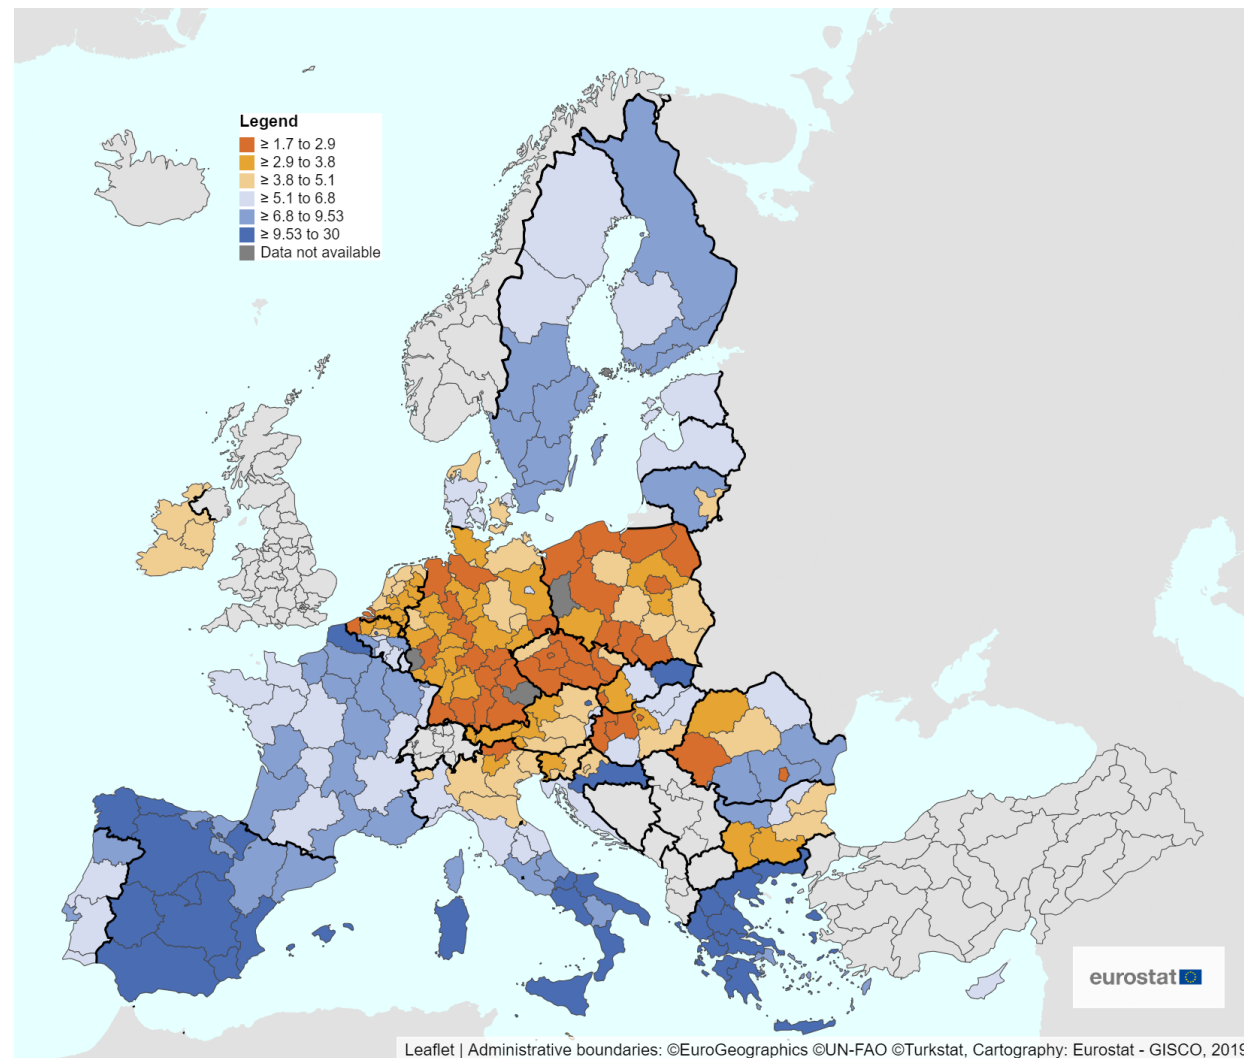 Legend
≥ 1.7 to 2.9
≥ 2.9 to 3.8
≥ 3.8 to 5.1
≥ 5.1 to 6.8
≥ 6.8 to 9.53
≥ 9.53 to 30
Data not available
eurostat
Leaflet | Administrative boundaries: ©EuroGeographics ©UN-FAO ©Turkstat, Cartography: Eurostat - GISCO, 2019